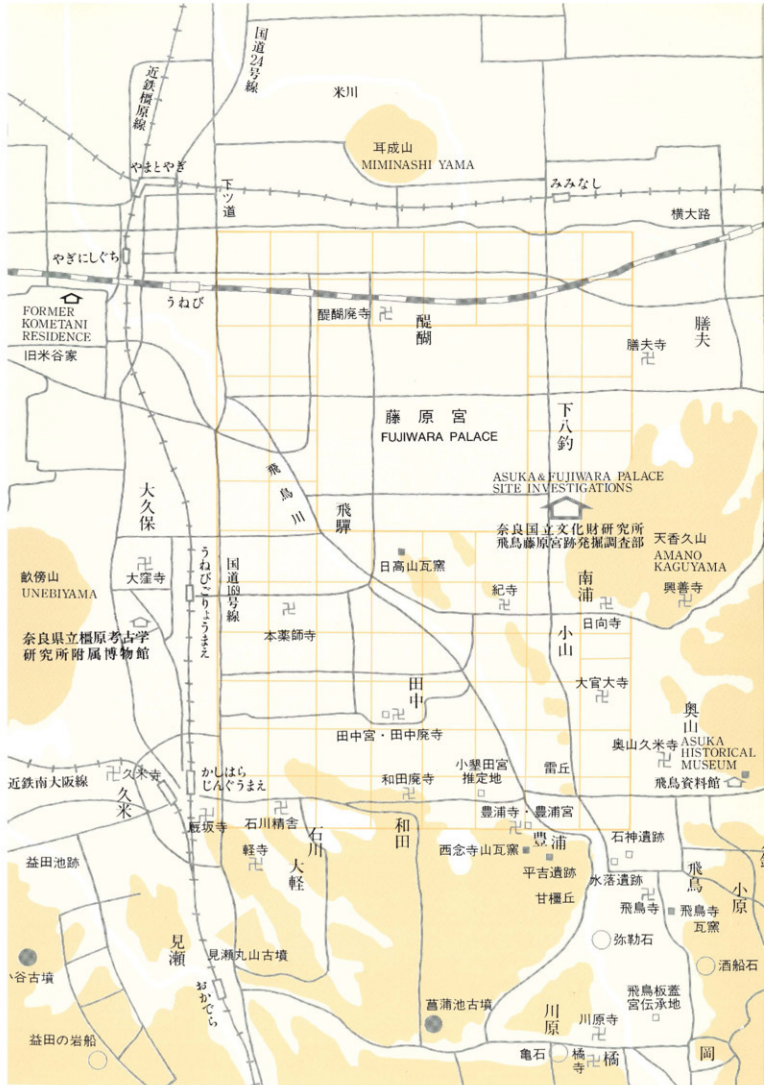 国道24号線
近鉄橿原線
米川
耳成山
MIMINASHI YAMA
やまとやぎ
下ツ道
みみなし
横大路
やぎにしぐち
うねび
FORMER
KOMETANI
RESIDENCE
旧米谷家
醍醐廃寺
醍醐
膳夫
膳夫寺
藤原宮
FUJIWARA PALACE
下八釣
ASUKA&FUJIWARA PALACE
SITE INVESTIGATIONS
奈良国立文化財研究所
飛鳥藤原宮跡発掘調査部
飛鳥川
飛驒
大久保
天香久山
AMANO
KAGUYAMA
興善寺
日高山瓦窯
畝傍山
UNEBIYAMA
大窪寺
うねびごりょうまえ
国道169号線
紀寺
南浦
日向寺
本薬師寺
小山
奈良県立橿原考古学
研究所附属博物館
田中
大官大寺
田中宮・田中廃寺
奥山
奥山久米寺
ASUKA
HISTORICAL
MUSEUM
飛鳥資料館
小墾田宮
推定地
雷丘
近鉄南大阪線
久米寺
久米
かしはら
じんぐうまえ
和田廃寺
和田
厩坂寺
石川精舎
石川
軽寺
大軽
豊浦寺・豊浦宮
豊浦
西念寺山瓦窯
平吉遺跡
甘橿丘
石神遺跡
水落遺跡
飛鳥
小原
飛鳥寺
飛鳥寺
瓦窯
益田池跡
見瀬
見瀬丸山古墳
弥勒石
酒船石
小谷古墳
おかでら
菖蒲池古墳
飛鳥板蓋
宮伝承地
川原
川原寺
益田の岩船
亀石
橘寺
橘
岡